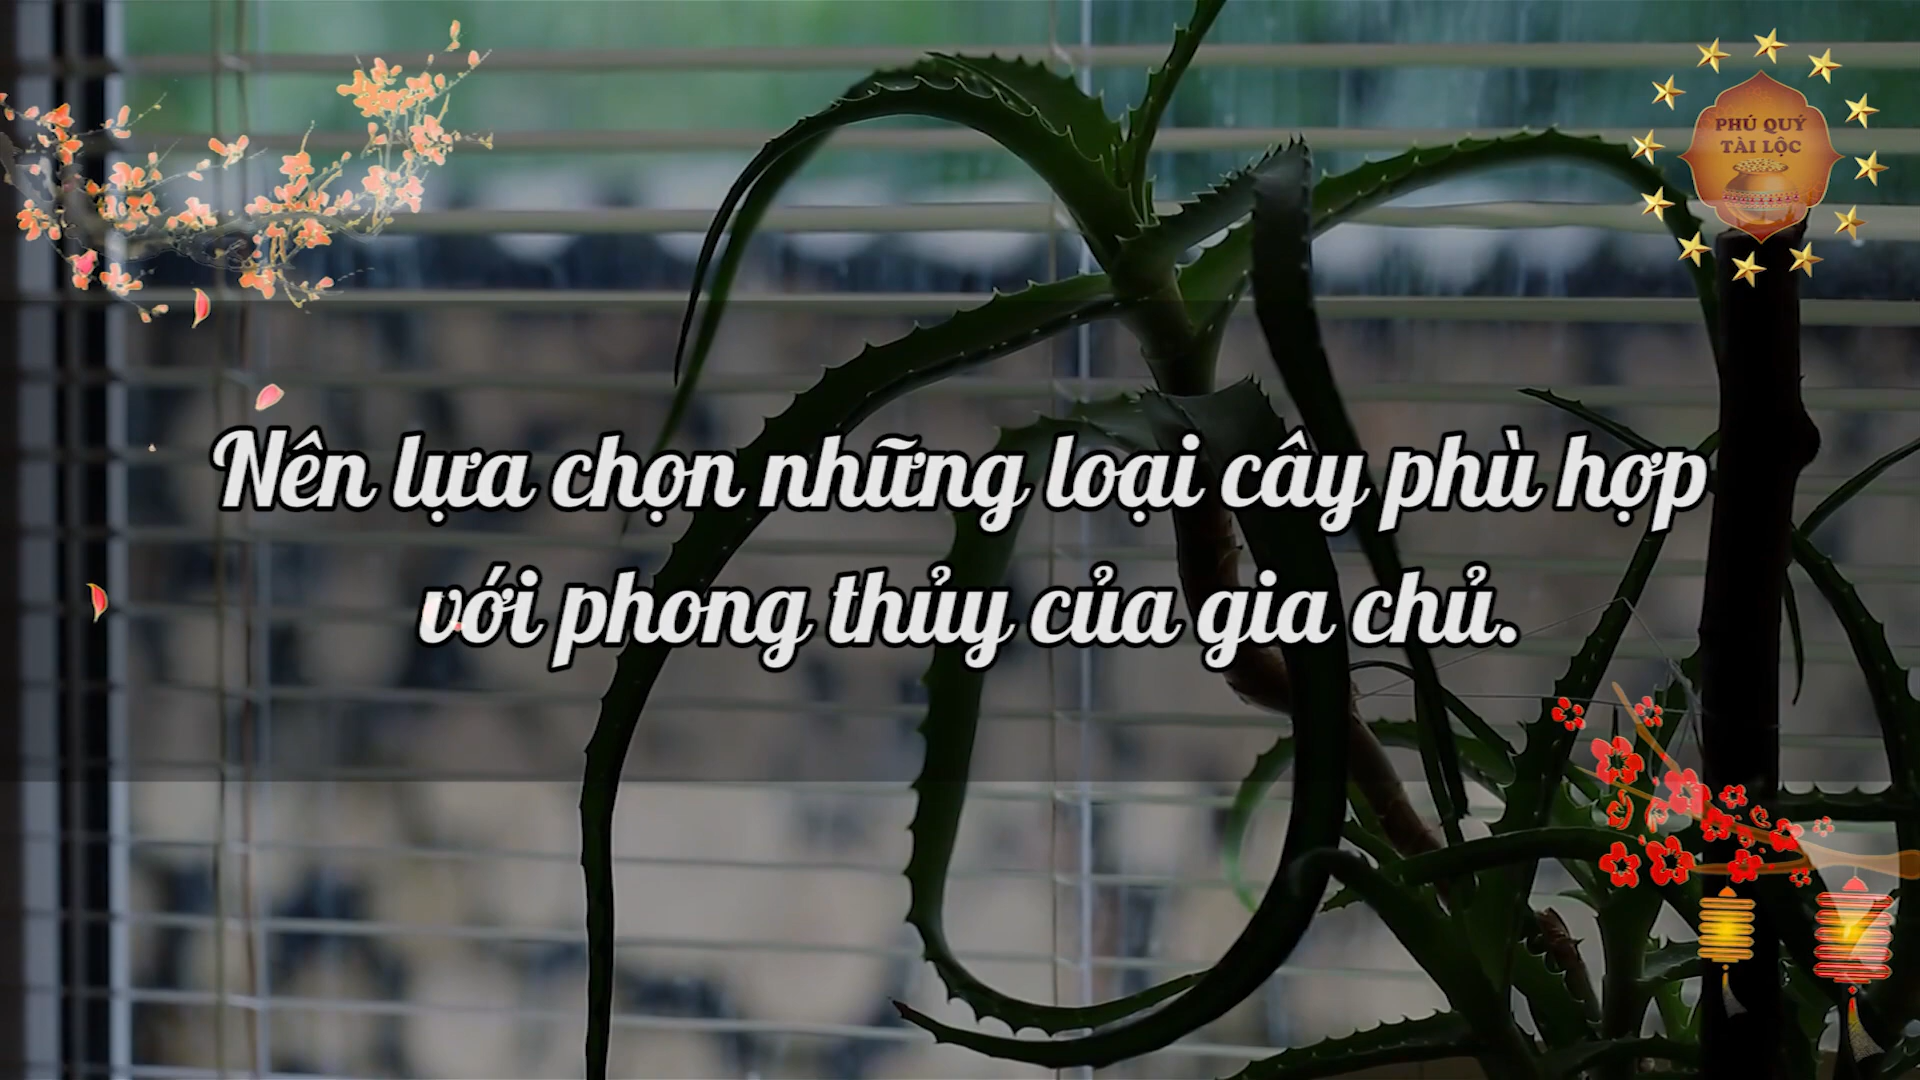 PHÚ QUÝ
TÀI LỘC
Nên lựa chọn những loại cây phù hợp
với phong thủy của gia chủ.